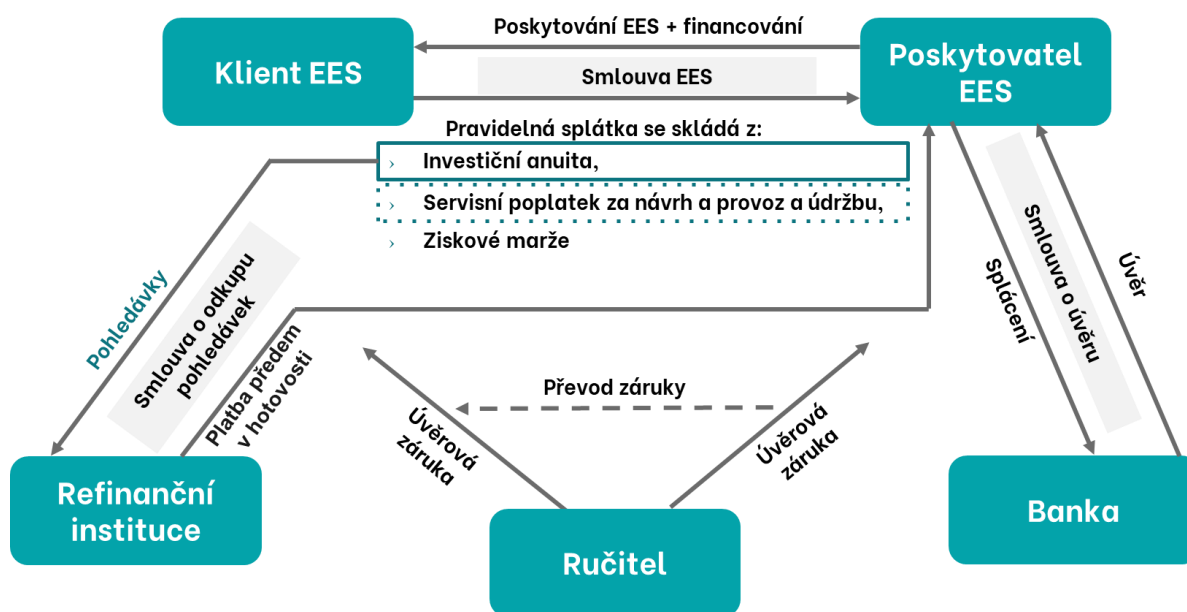 Poskytování EES + financování
Klient EES
Smlouva EES
Poskytovatel
EES
Pravidelná splátka se skládá z:
› Investiční anuita,
› Servisní poplatek za návrh a provoz a údržbu,
› Ziskové marže
Pohledávky
Smlouva o odkupu
pohledávek
Platba předem
v hotovosti
Splácení
Smlouva o úvěru
Úvěr
Převod záruky
Úvěrová
záruka
Úvěrová
záruka
Refinanční
instituce
Ručitel
Banka